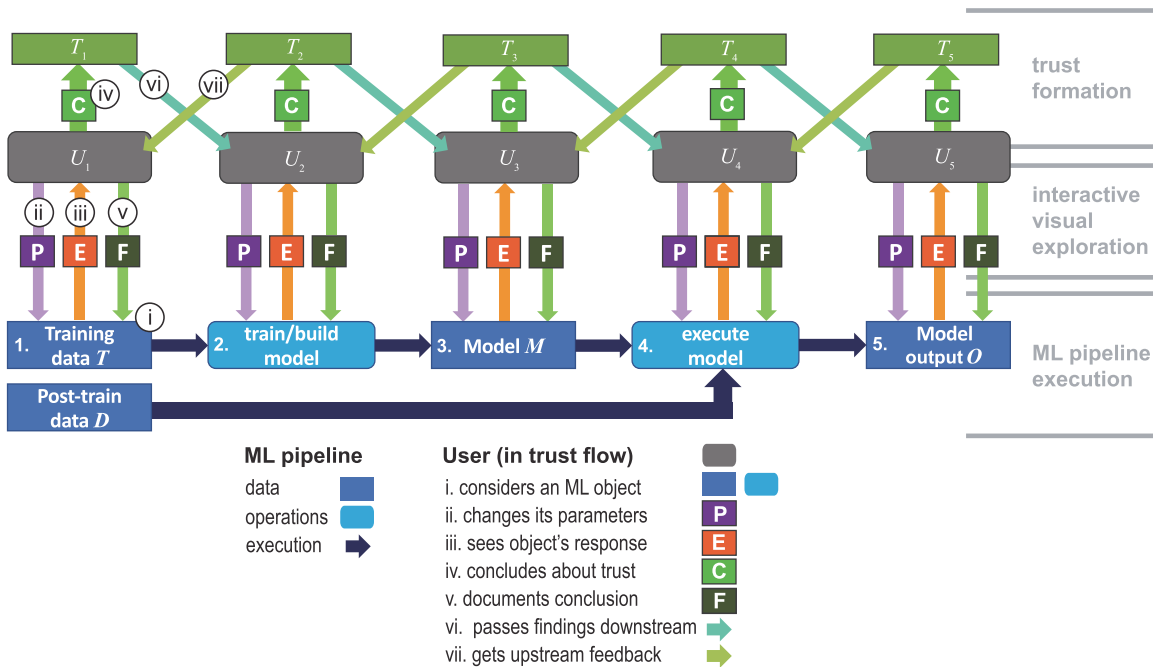 T1
T2
T3
T4
T5
vi
vii
C
iv
C
C
C
C
trust
formation
U1
U2
U3
U4
U5
ii
iii
v
interactive
visual
exploration
P
E
F
P
E
F
P
E
F
P
E
F
P
E
F
i
1.
Training
data T
2.
train/build
model
3. Model M
4.
execute
model
5.
Model
output O
ML pipeline
execution
Post-train
data D
ML pipeline
data
operations
execution
User (in trust flow)
i. considers an ML object
ii. changes its parameters
P
iii. sees object's response
E
iv. concludes about trust
C
v. documents conclusion
F
vi. passes findings downstream
vii. gets upstream feedback